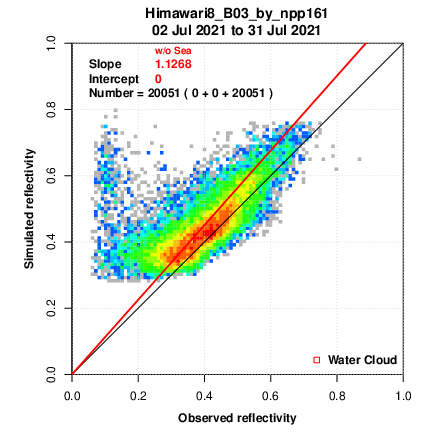 Himawari8_B03_by_npp161
02 Jul 2021 to 31 Jul 2021
w/o Sea
Slope 1.1268
Intercept 0
Number = 20051 ( 0 + 0 + 20051 )
1.0
0.8
0.6
0.4
0.2
0.0
Simulated reflectivity
Water Cloud
0.0 0.2 0.4 0.6 0.8 1.0
Observed reflectivity